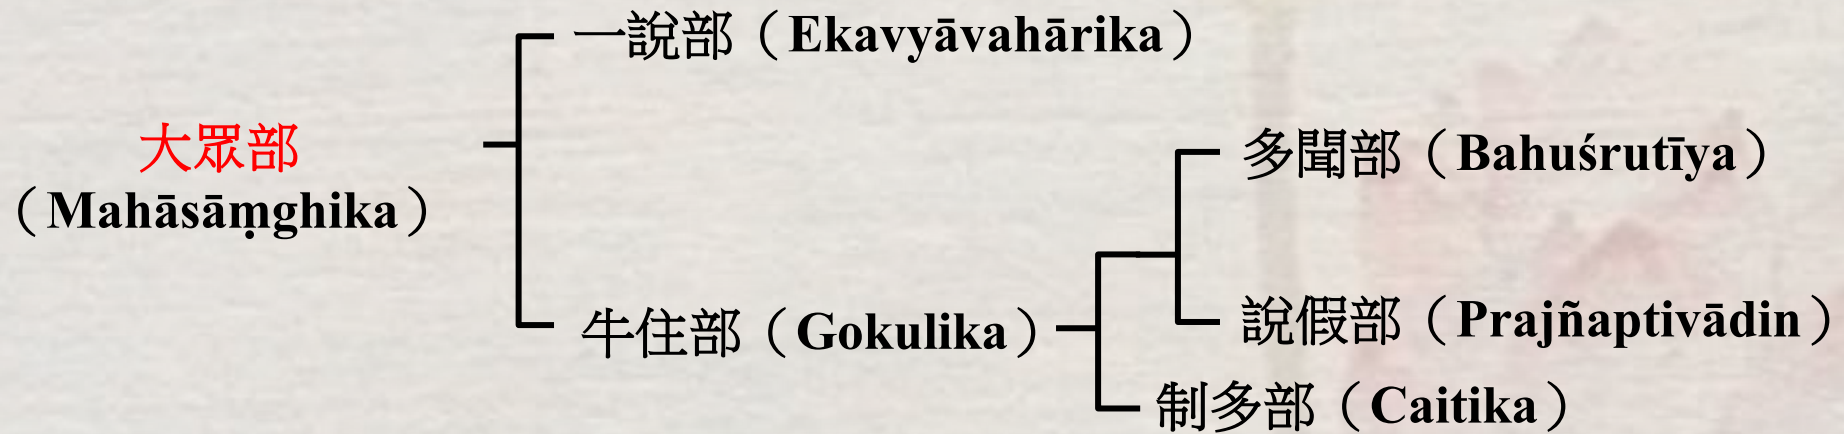 一說部（Ekavyāvahārika）
大眾部
（Mahāsāṃghika）
多聞部（Bahuśrutīya）
說假部（Prajñaptivādin）
牛住部（Gokulika）
制多部（Caitika）